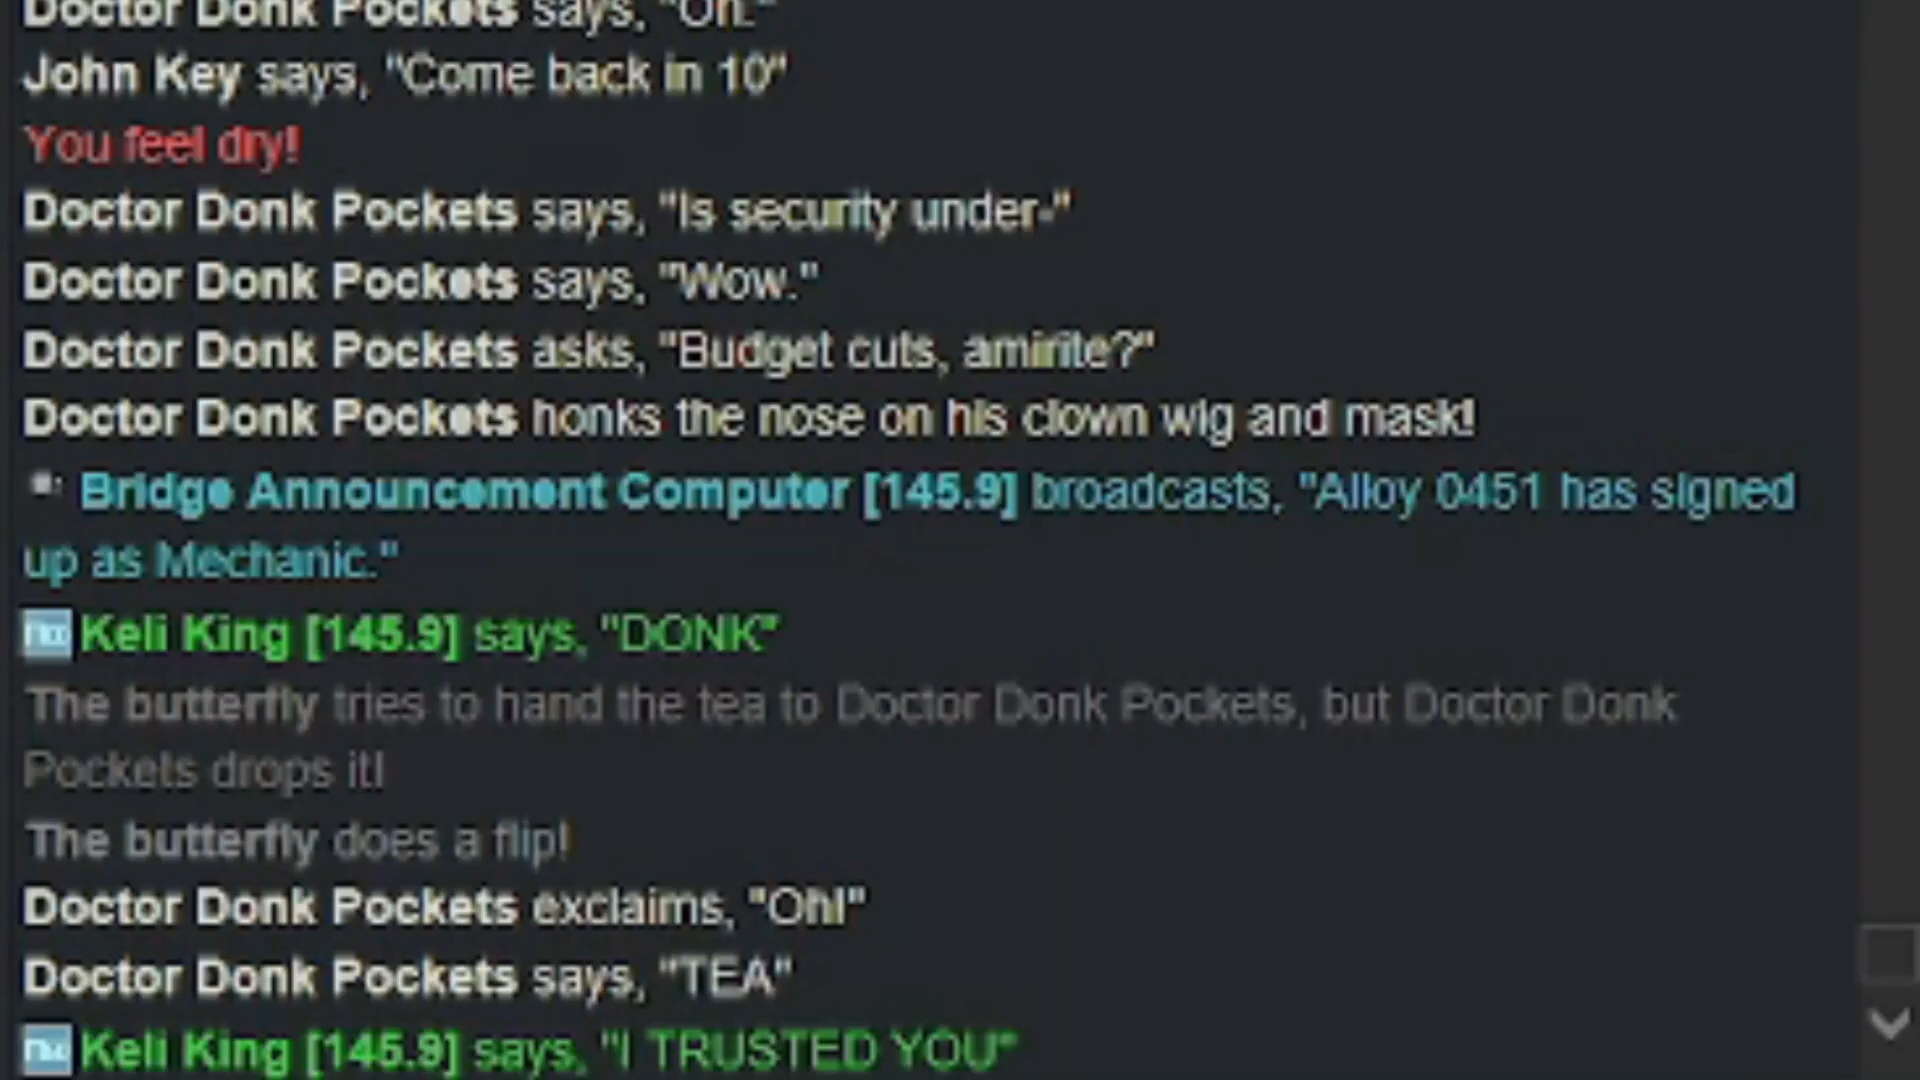 Doctor Donk Pockets says, "Oh."
John Key says, "Come back in 10"
You feel dry!
Doctor Donk Pockets says, "Is security under-"
Doctor Donk Pockets says, "Wow."
Doctor Donk Pockets asks, "Budget cuts, amirite?"
Doctor Donk Pockets honks the nose on his clown wig and mask!
Bridge Announcement Computer [145.9] broadcasts, "Alloy 0451 has signed
up as Mechanic."
Keli King [145.9] says, "DONK"
The butterfly tries to hand the tea to Doctor Donk Pockets, but Doctor Donk
Pockets drops it!
The butterfly does a flip!
Doctor Donk Pockets exclaims, "Oh!"
Doctor Donk Pockets says, "TEA"
Keli King [145.9] says, "I TRUSTED YOU"